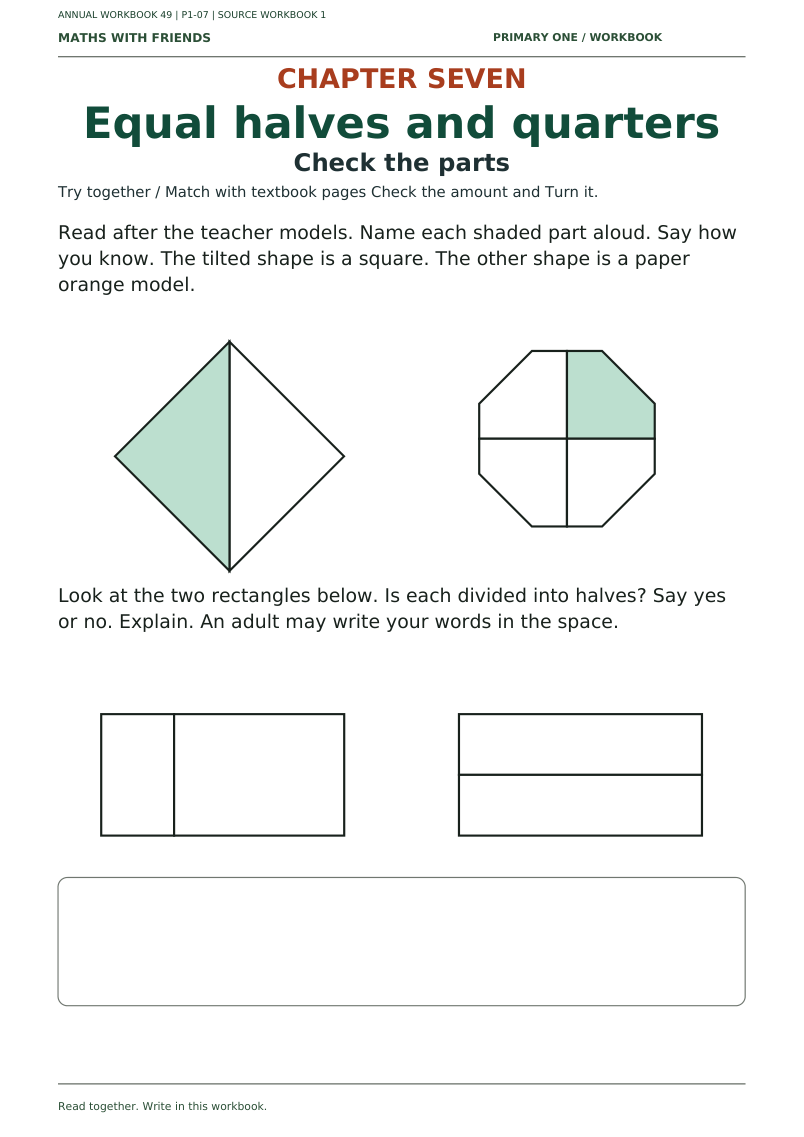 ANNUAL WORKBOOK 49 | P1-07 | SOURCE WORKBOOK 1
MATHS WITH FRIENDS
PRIMARY ONE / WORKBOOK
CHAPTER SEVEN
Equal halves and quarters
Check the parts
Try together / Match with textbook pages Check the amount and Turn it.
Read after the teacher models. Name each shaded part aloud. Say how
you know. The tilted shape is a square. The other shape is a paper
orange model.
Look at the two rectangles below. Is each divided into halves? Say yes
or no. Explain. An adult may write your words in the space.
Read together. Write in this workbook.